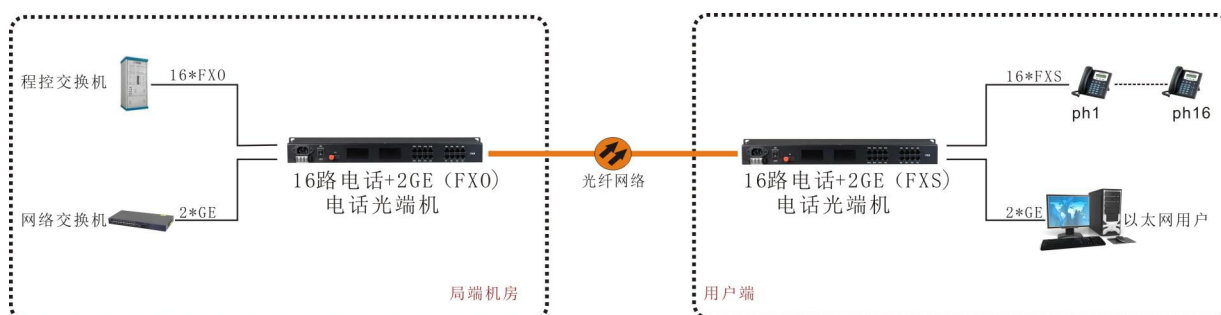 程控交换机
16*FXO
16路电话+2GE (FXO)
电话光端机
网络交换机
2*GE
局端机房
光纤网络
16*FXS
ph1
ph16
16路电话+2GE (FXS)
电话光端机
2*GE
以太网用户
用户端